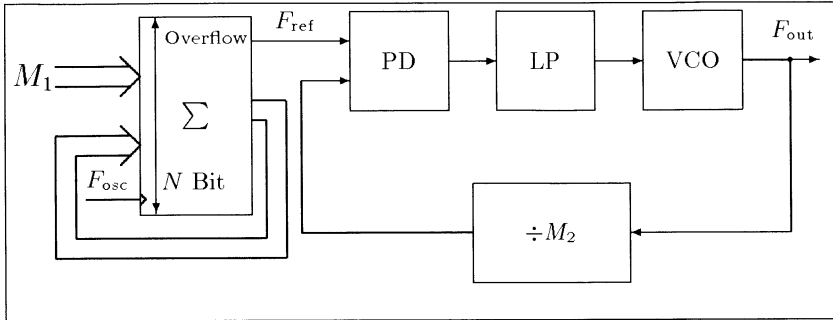 Overflow
F_ref
PD
LP
VCO
F_out
M_1
Σ
F_osc
N Bit
÷M_2